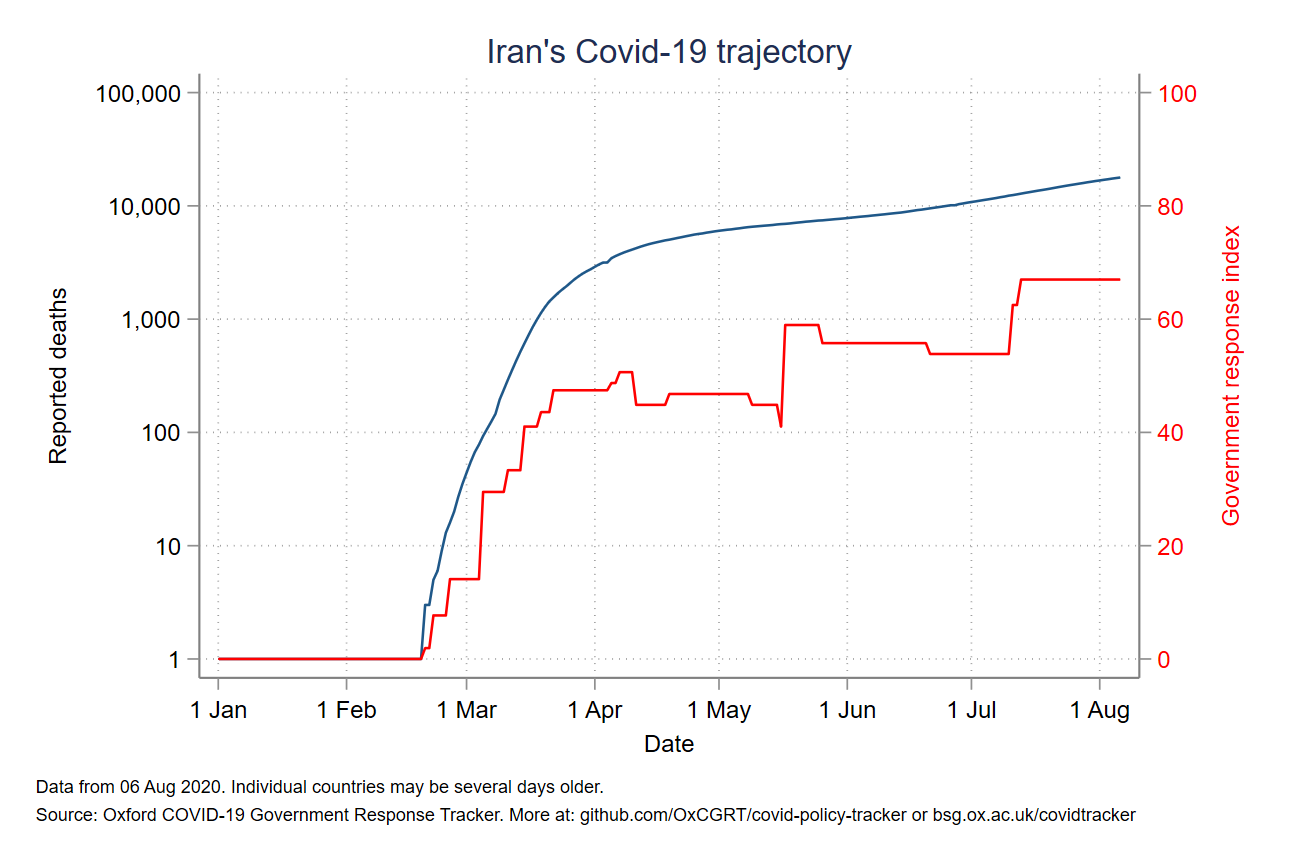 Iran's Covid-19 trajectory
100,000
10,000
1,000
100
10
1
Reported deaths
100
80
60
40
20
0
Government response index
1 Jan 1 Feb 1 Mar 1 Apr 1 May 1 Jun 1 Jul 1 Aug
Date
Data from 06 Aug 2020. Individual countries may be several days older.
Source: Oxford COVID-19 Government Response Tracker. More at: github.com/OxCGRT/covid-policy-tracker or bsg.ox.ac.uk/covidtracker